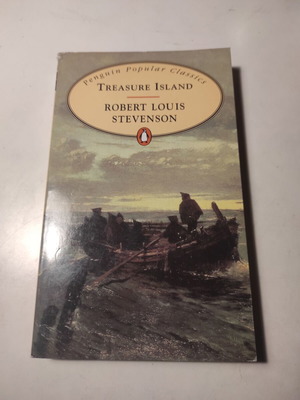 Penguin Popular Classics
TREASURE ISLAND
ROBERT LOUIS
STEVENSON